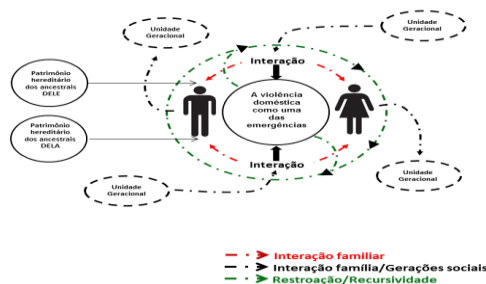 Unidade
Geracional
Unidade
Geracional
Interação
Patrimônio
hereditário
dos ancestrais
DELE
A violência
doméstica
como uma
das
emergências
Patrimônio
hereditário
dos ancestrais
DELA
Interação
Unidade
Geracional
Unidade
Geracional
Interação familiar
Interação família/Gerações sociais
Restroação/Recursividade